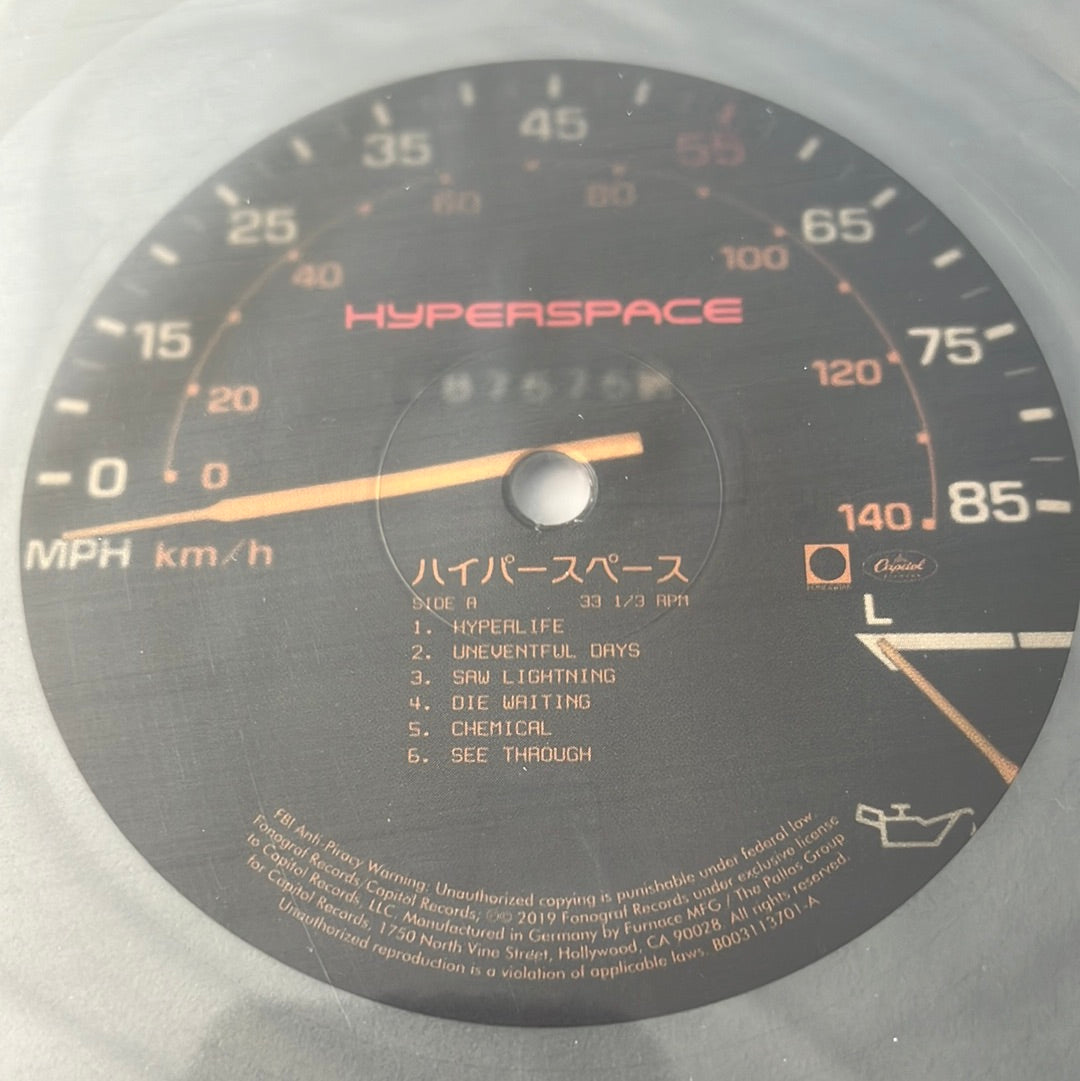 45
35
55
60
80
25
65
100
40
HYPERSPACE
15
75
120
20
0
0
85
140
MPH km/h
ハイパースペース
Capitol
SIDE A 33 1/3 RPM
L
1. HYPERLIFE
2. UNEVENTFUL DAYS
3. SAW LIGHTNING
4. DIE WAITING
5. CHEMICAL
6. SEE THROUGH
FBI Anti-Piracy Warning: Unauthorized copying is punishable under federal law.
Fonograf Records/Capitol Records; ℗© 2019 Fonograf Records under exclusive license
to Capitol Records, LLC. Manufactured in Germany by Furnace MFG / The Pallas Group
for Capitol Records, 1750 North Vine Street, Hollywood, CA 90028. All rights reserved.
Unauthorized reproduction is a violation of applicable laws. B003113701-A